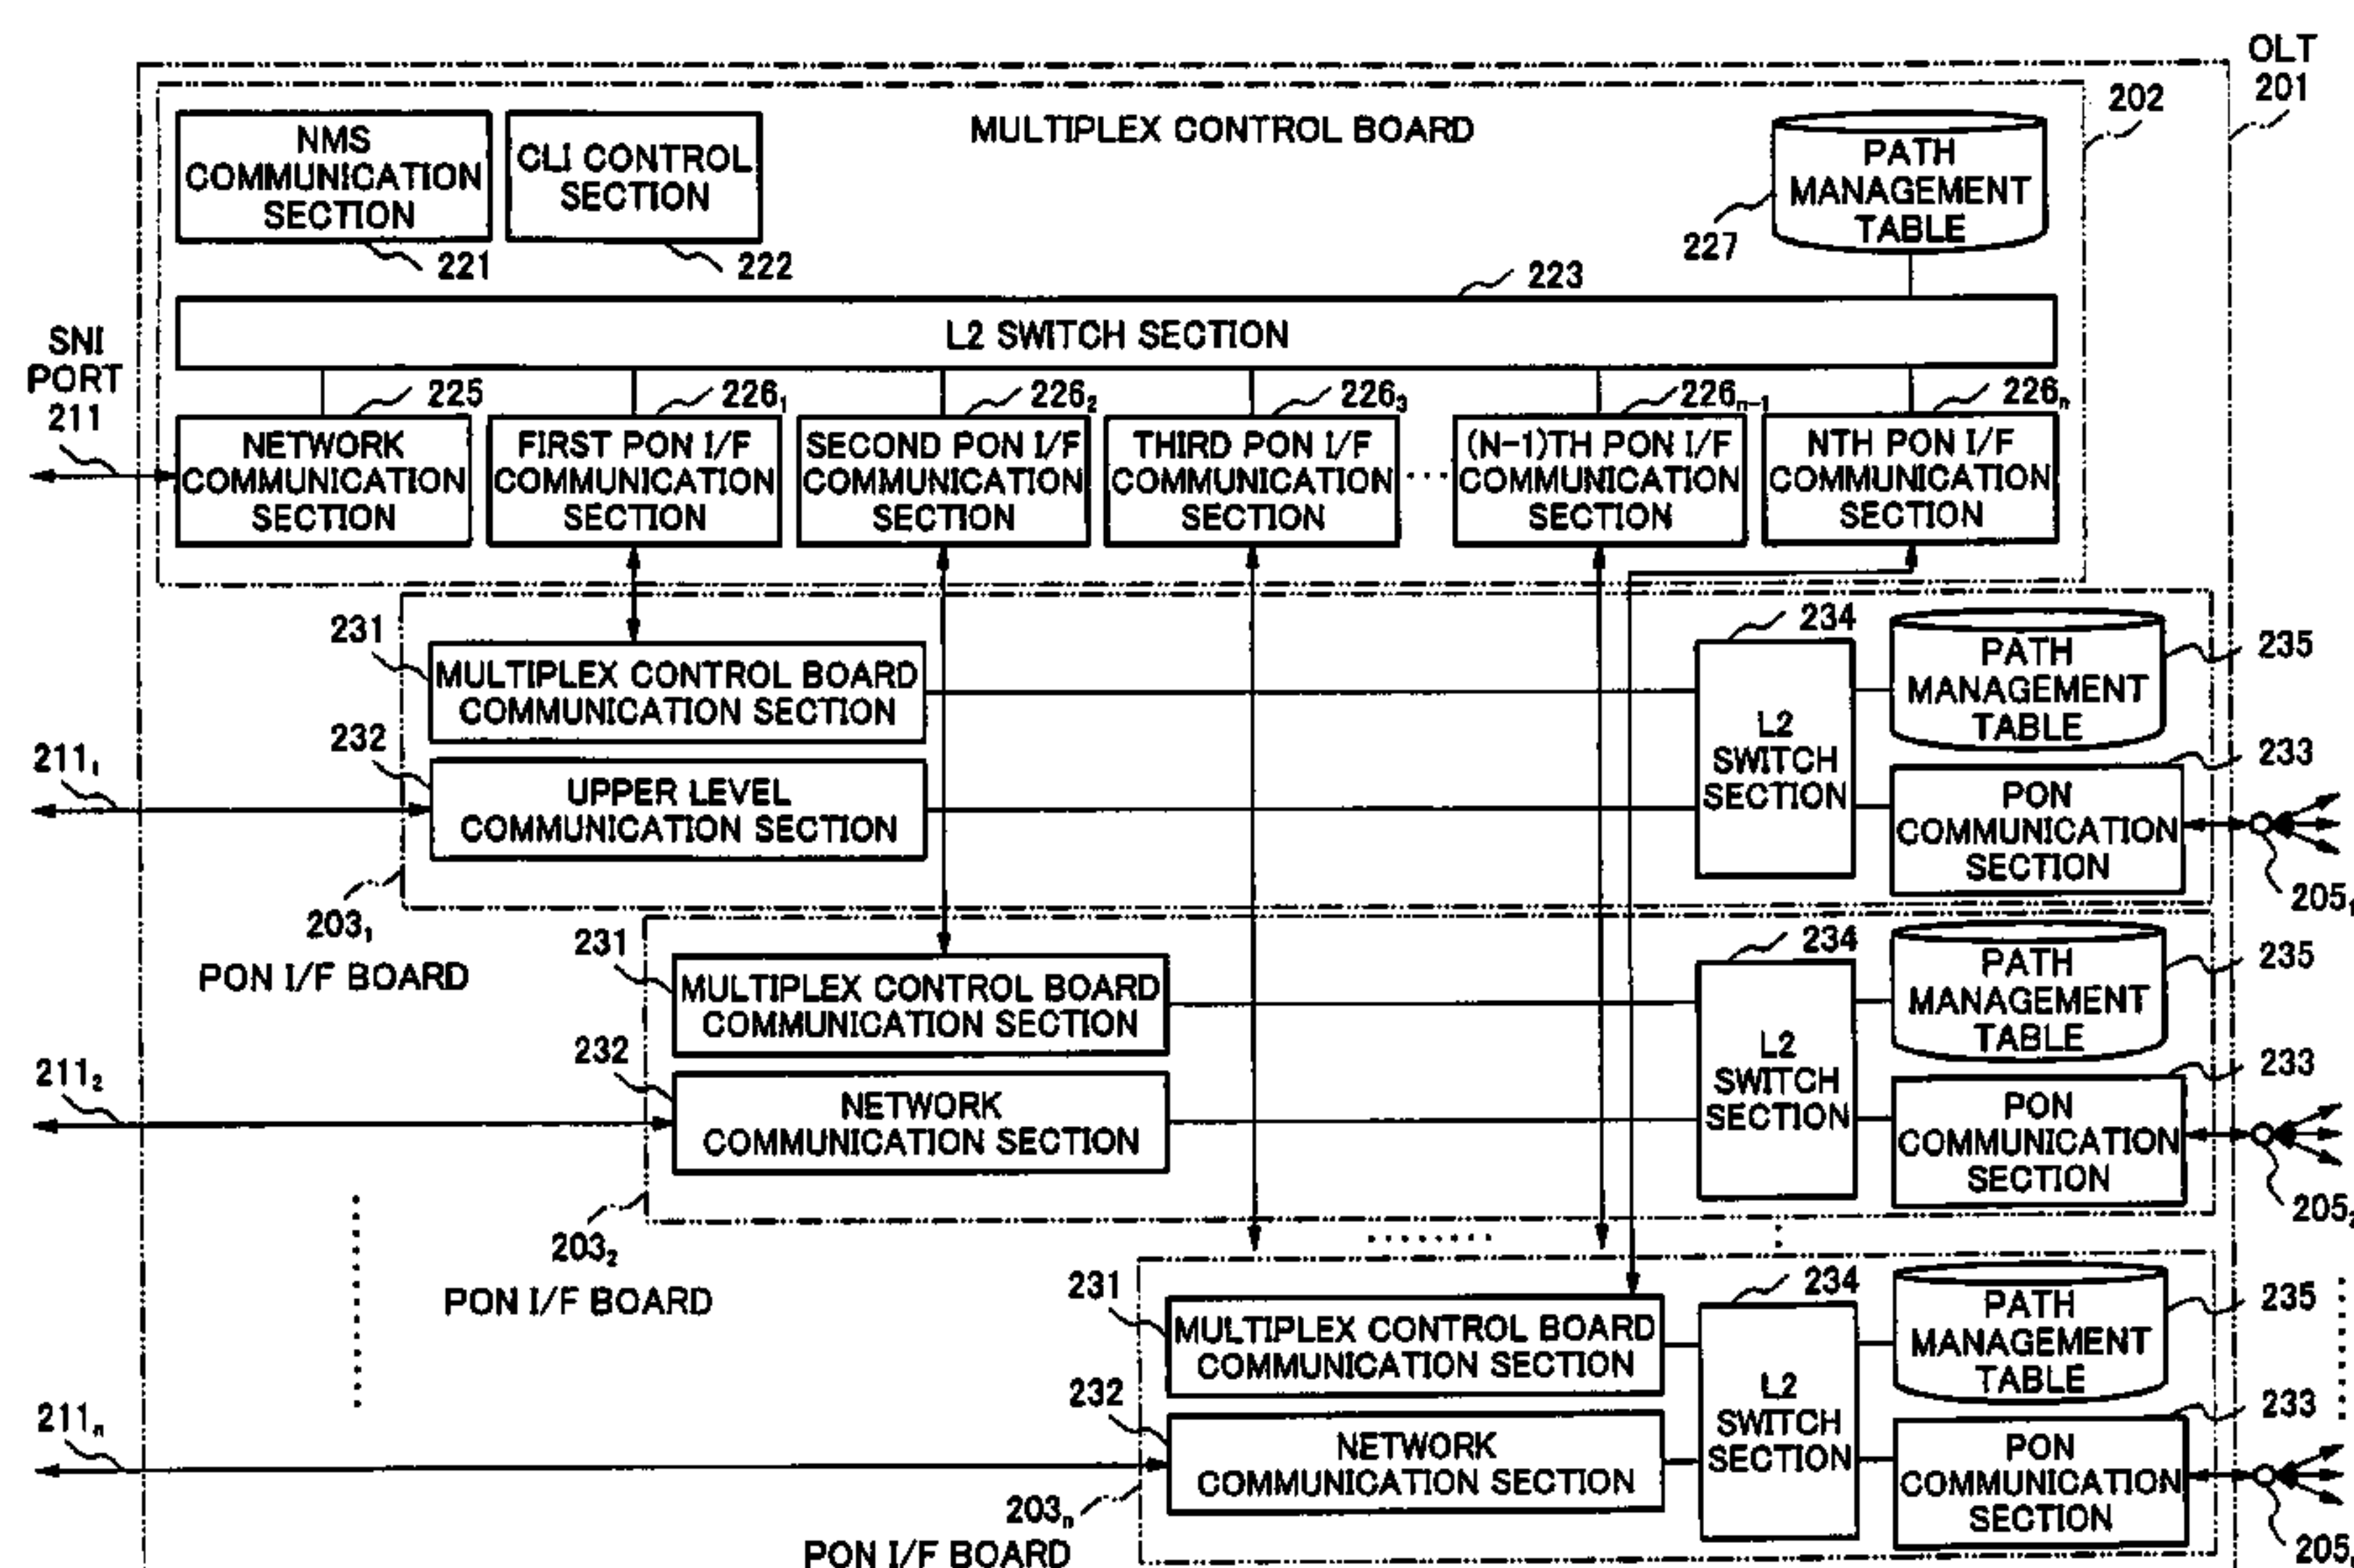 OLT
201
202
MULTIPLEX CONTROL BOARD
NMS
COMMUNICATION
SECTION
221
CLI CONTROL
SECTION
222
PATH
MANAGEMENT
TABLE
227
223
L2 SWITCH SECTION
SNI
PORT
211
225
NETWORK
COMMUNICATION
SECTION
226₁
FIRST PON I/F
COMMUNICATION
SECTION
226₂
SECOND PON I/F
COMMUNICATION
SECTION
226₃
THIRD PON I/F
COMMUNICATION
SECTION
...
226ₙ₋₁
(N-1)TH PON I/F
COMMUNICATION
SECTION
226ₙ
NTH PON I/F
COMMUNICATION
SECTION
231
MULTIPLEX CONTROL BOARD
COMMUNICATION SECTION
232
UPPER LEVEL
COMMUNICATION SECTION
211₁
234
L2
SWITCH
SECTION
235
PATH
MANAGEMENT
TABLE
233
PON
COMMUNICATION
SECTION
205₁
203₁
PON I/F BOARD
231
MULTIPLEX CONTROL BOARD
COMMUNICATION SECTION
232
NETWORK
COMMUNICATION SECTION
211₂
234
L2
SWITCH
SECTION
235
PATH
MANAGEMENT
TABLE
233
PON
COMMUNICATION
SECTION
205₂
203₂
PON I/F BOARD
231
MULTIPLEX CONTROL BOARD
COMMUNICATION SECTION
232
NETWORK
COMMUNICATION SECTION
211ₙ
234
L2
SWITCH
SECTION
235
PATH
MANAGEMENT
TABLE
233
PON
COMMUNICATION
SECTION
205
203ₙ
PON I/F BOARD